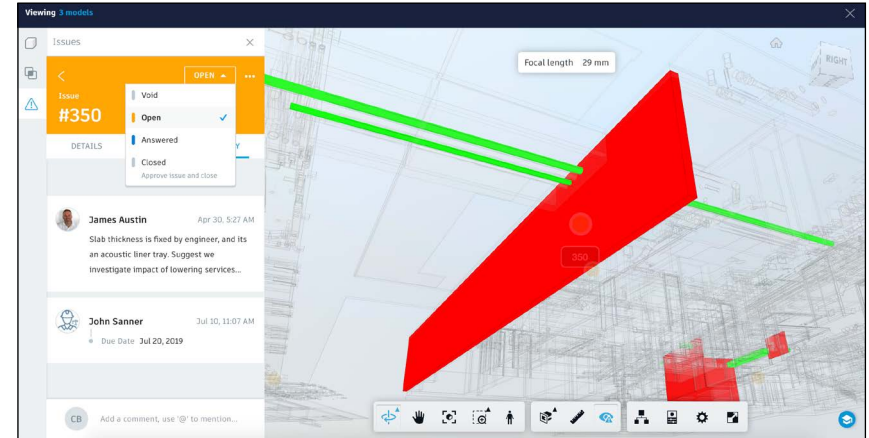 Viewing 3 models
Issues
OPEN
Issue
#350
Void
Open
Answered
Closed
Approve issue and close
DETAILS
Y
James Austin
Apr 30, 5:27 AM
Slab thickness is fixed by engineer, and its
an acoustic liner tray. Suggest we
investigate impact of lowering services...
John Sanner
Jul 10, 11:07 AM
Due Date Jul 20, 2019
CB
Add a comment, use '@' to mention...
Focal length 29 mm
RIGHT
350